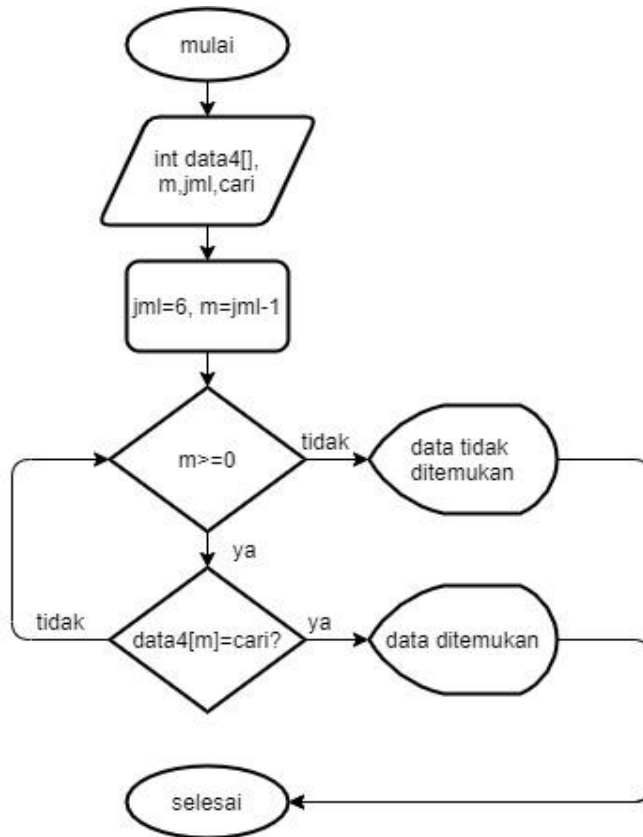 mulai
int data4[],
m,jml,cari
jml=6, m=jml-1
m>=0
tidak
data tidak
ditemukan
ya
tidak
data4[m]=cari?
ya
data ditemukan
selesai